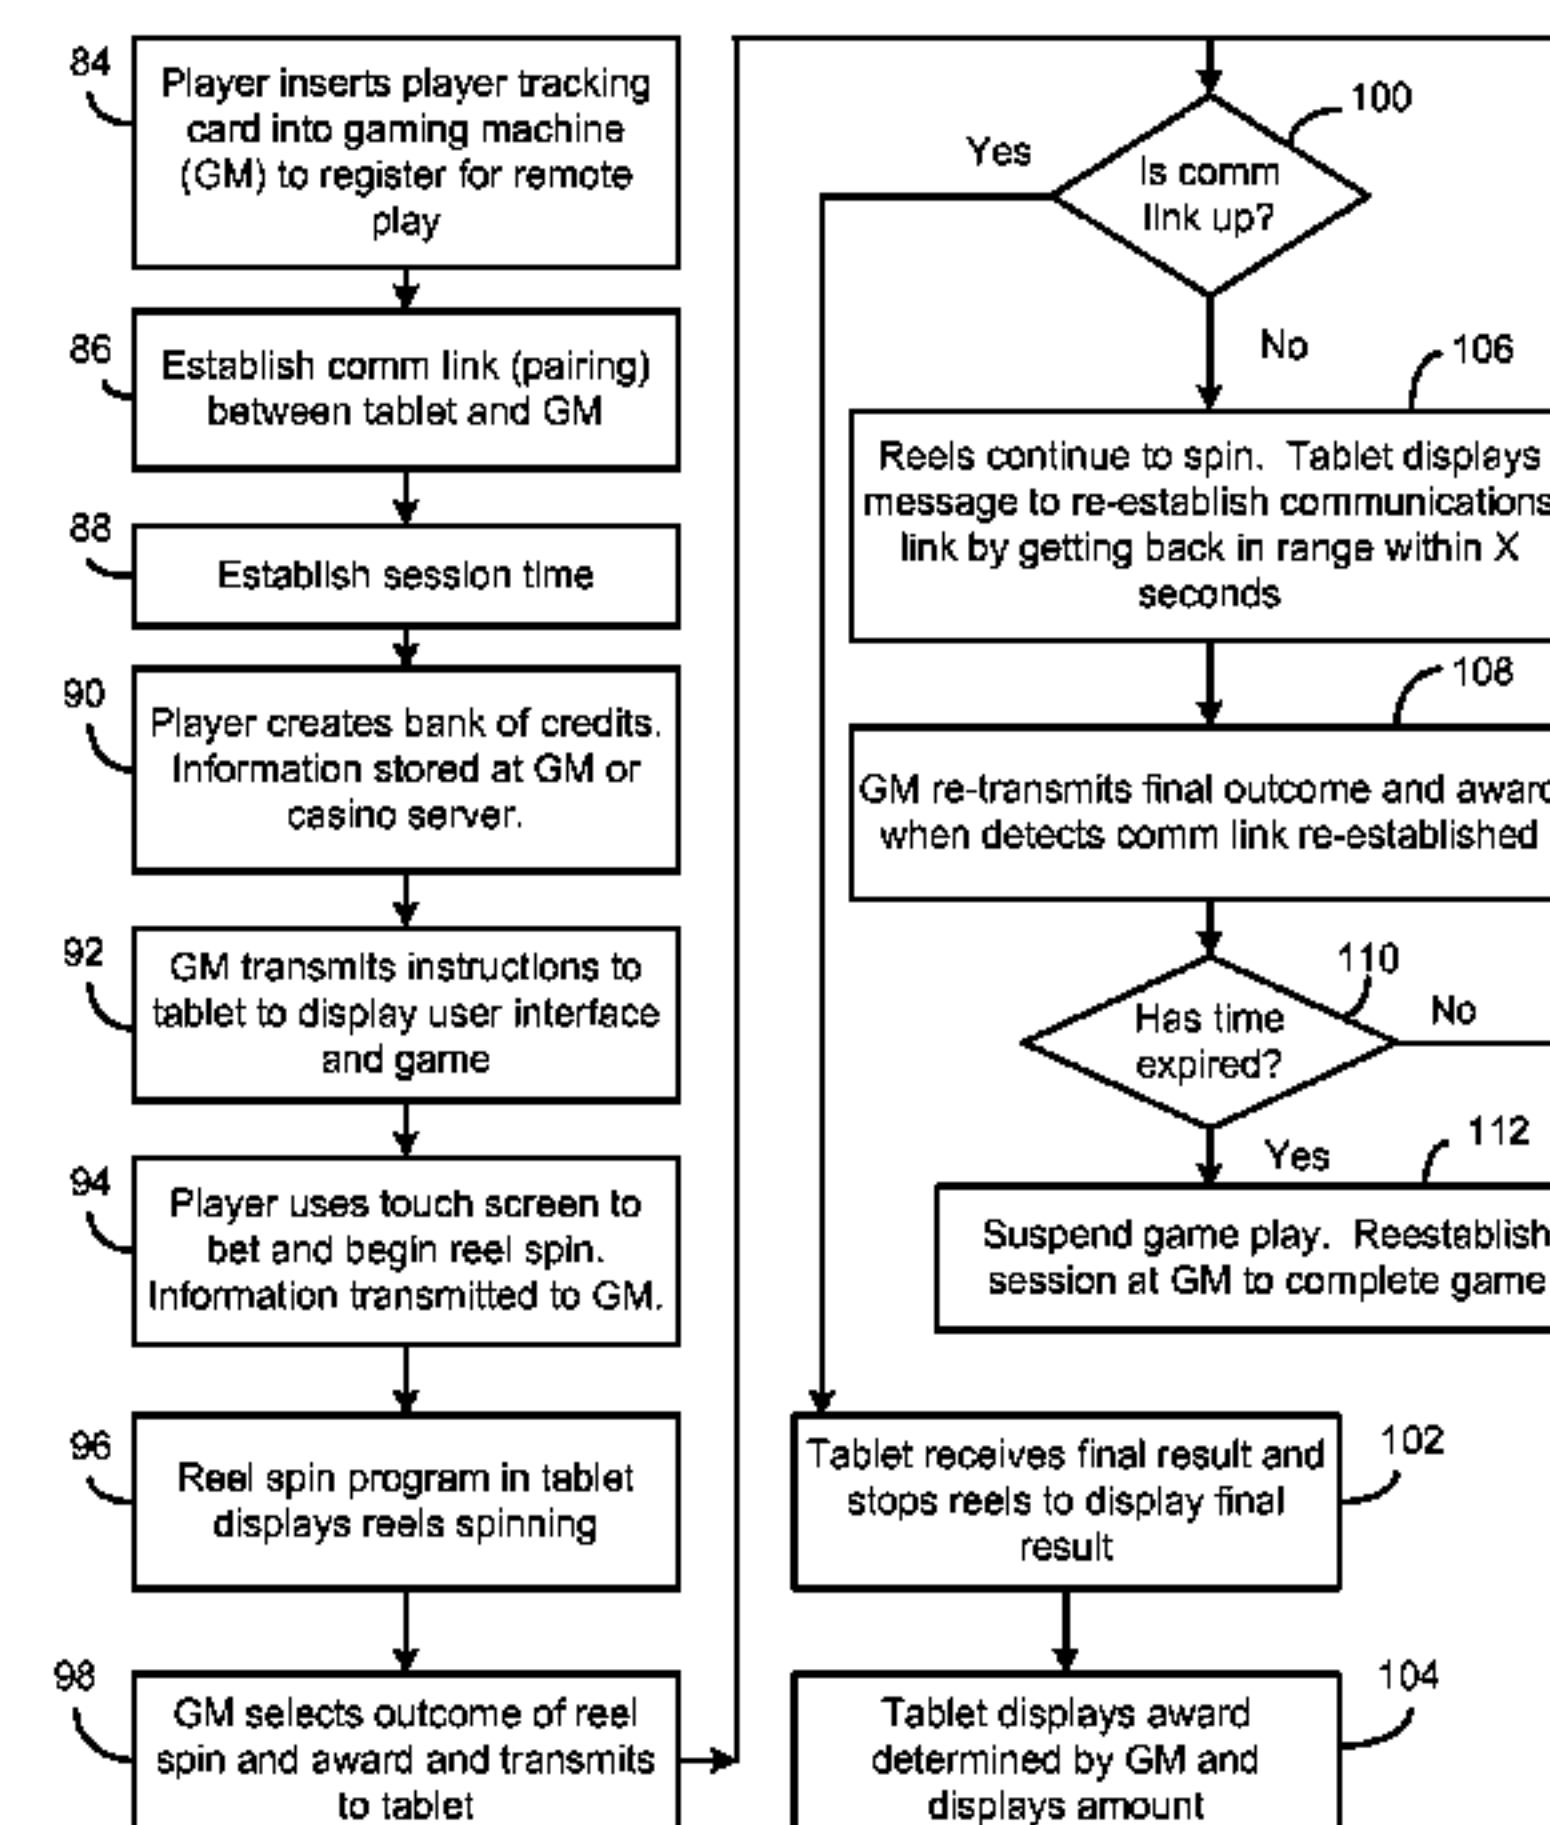 84
Player inserts player tracking
card into gaming machine
(GM) to register for remote
play
86
Establish comm link (pairing)
between tablet and GM
88
Establish session time
90
Player creates bank of credits.
Information stored at GM or
casino server.
92
GM transmits instructions to
tablet to display user interface
and game
94
Player uses touch screen to
bet and begin reel spin.
Information transmitted to GM.
96
Reel spin program in tablet
displays reels spinning
98
GM selects outcome of reel
spin and award and transmits
to tablet
100
Is comm
link up?
Yes
No
106
Reels continue to spin. Tablet displays
message to re-establish communications
link by getting back in range within X
seconds
108
GM re-transmits final outcome and award
when detects comm link re-established
110
Has time
expired?
No
Yes
112
Suspend game play. Reestablish
session at GM to complete game
102
Tablet receives final result and
stops reels to display final
result
104
Tablet displays award
determined by GM and
displays amount